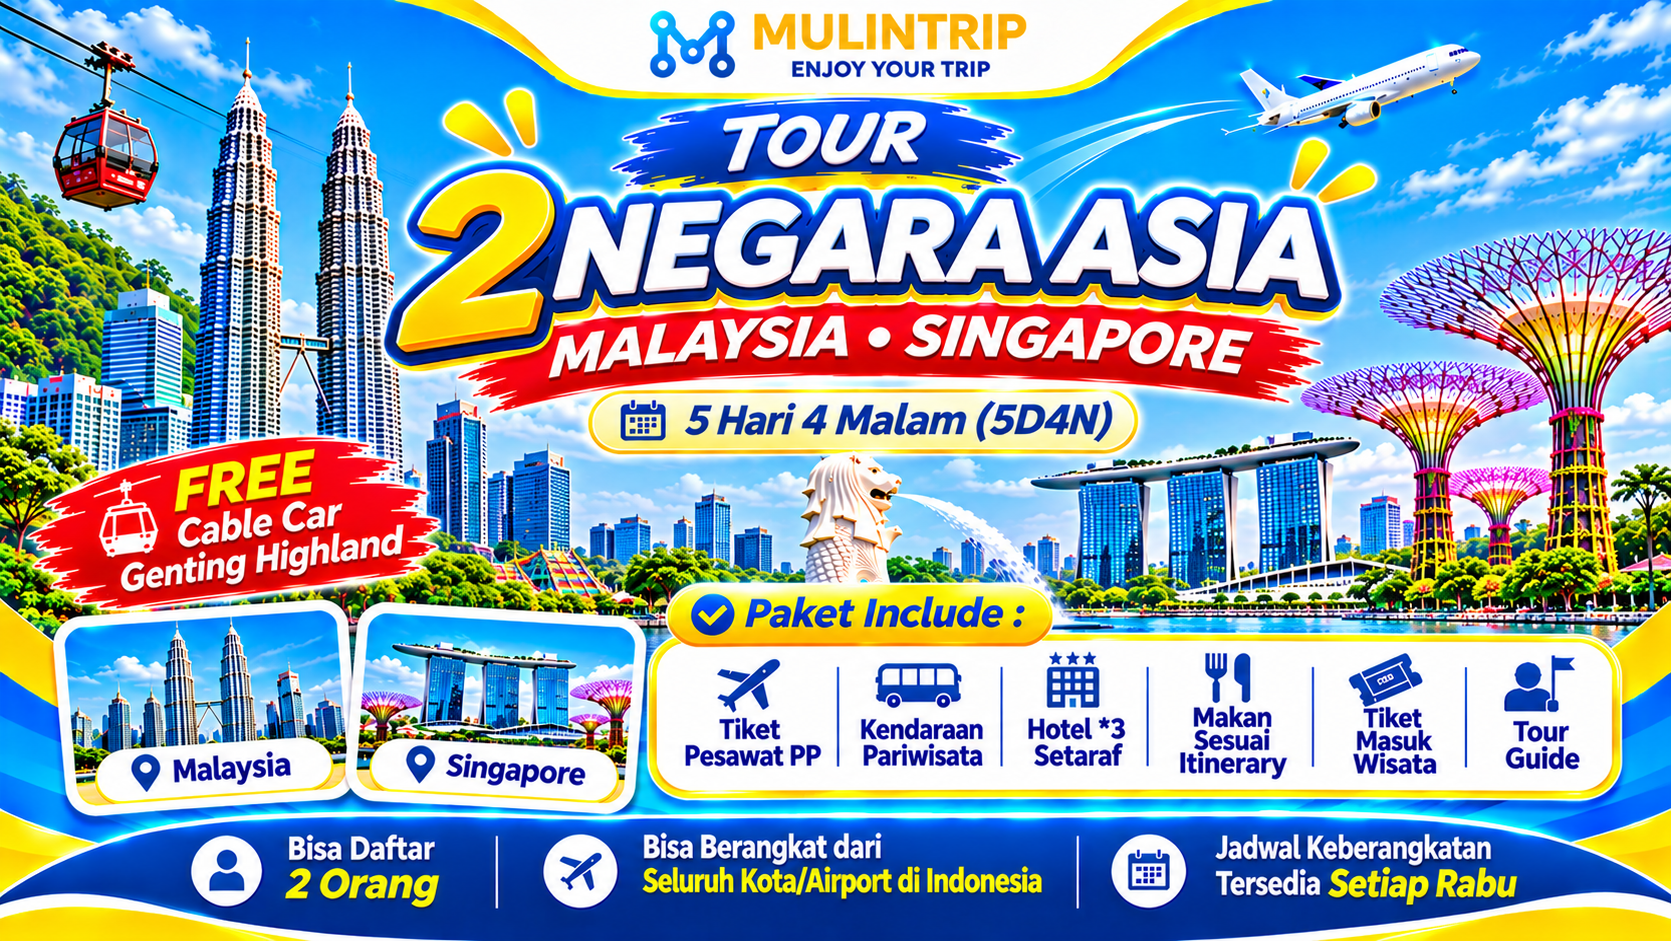 MULINTRIP
ENJOY YOUR TRIP
TOUR
2 NEGARA ASIA
MALAYSIA • SINGAPORE
5 Hari 4 Malam (5D4N)
FREE
Cable Car
Genting Highland
Malaysia
Singapore
Paket Include :
Tiket
Pesawat PP
Kendaraan
Pariwisata
Hotel *3
Setaraf
Makan
Sesuai
Itinerary
Tiket
Masuk
Wisata
Tour
Guide
Bisa Daftar
2 Orang
Bisa Berangkat dari
Seluruh Kota/Airport di Indonesia
Jadwal Keberangkatan
Tersedia Setiap Rabu